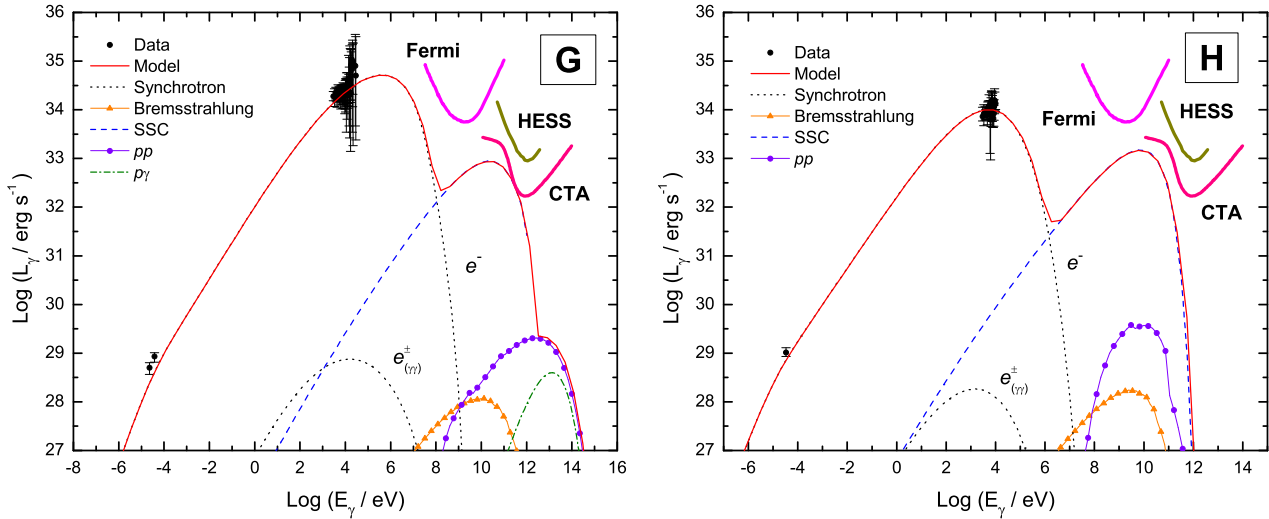 36
35
34
33
32
31
30
29
28
27
Log (Lγ / erg s⁻¹)
-8 -6 -4 -2 0 2 4 6 8 10 12 14 16
Log (Eγ / eV)
Data
Model
Synchrotron
Bremsstrahlung
SSC
pp
pγ
Fermi
G
HESS
CTA
e⁻
e±(γγ)
36
35
34
33
32
31
30
29
28
27
Log (Lγ / erg s⁻¹)
-6 -4 -2 0 2 4 6 8 10 12 14
Log (Eγ / eV)
Data
Model
Synchrotron
Bremsstrahlung
SSC
pp
H
HESS
Fermi
CTA
e⁻
e±(γγ)